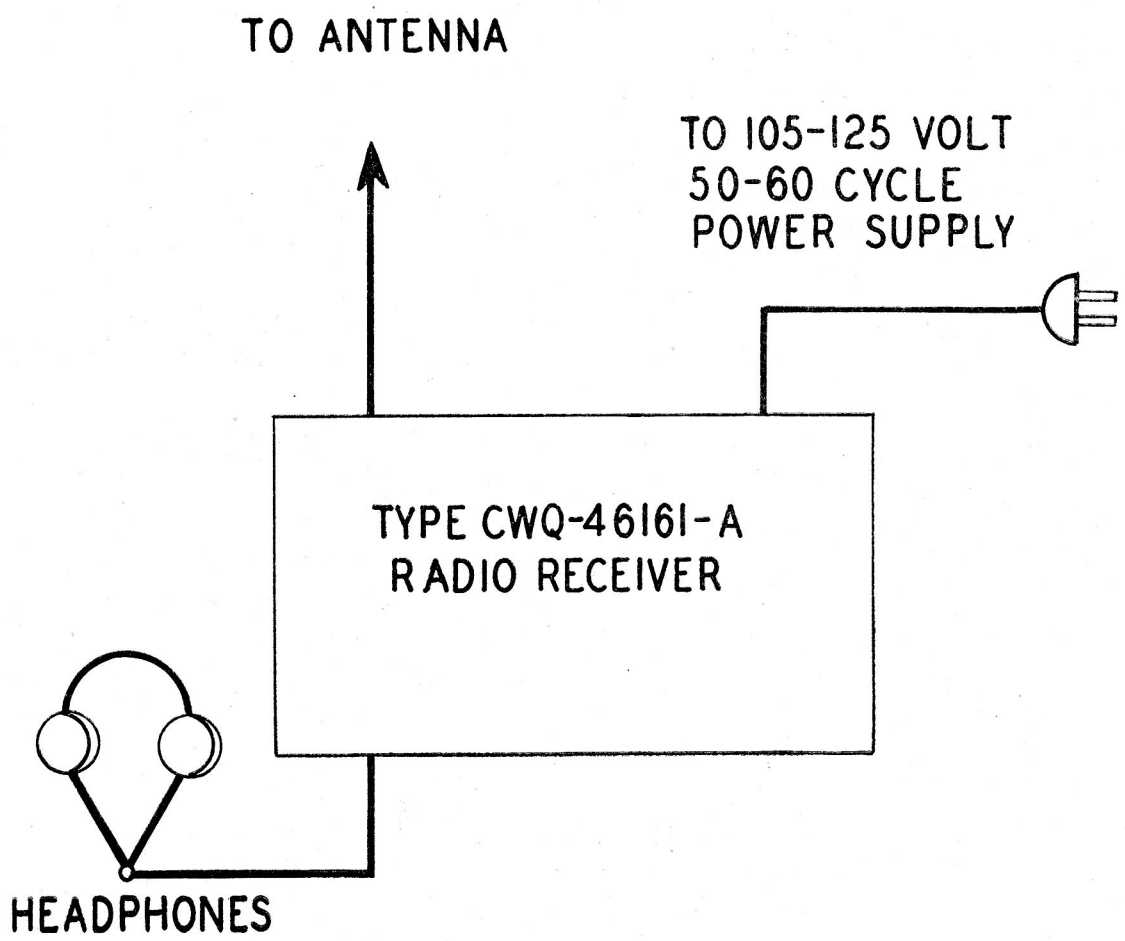 TO ANTENNA
TO 105-125 VOLT
50-60 CYCLE
POWER SUPPLY
TYPE CWQ-46161-A
RADIO RECEIVER
HEADPHONES